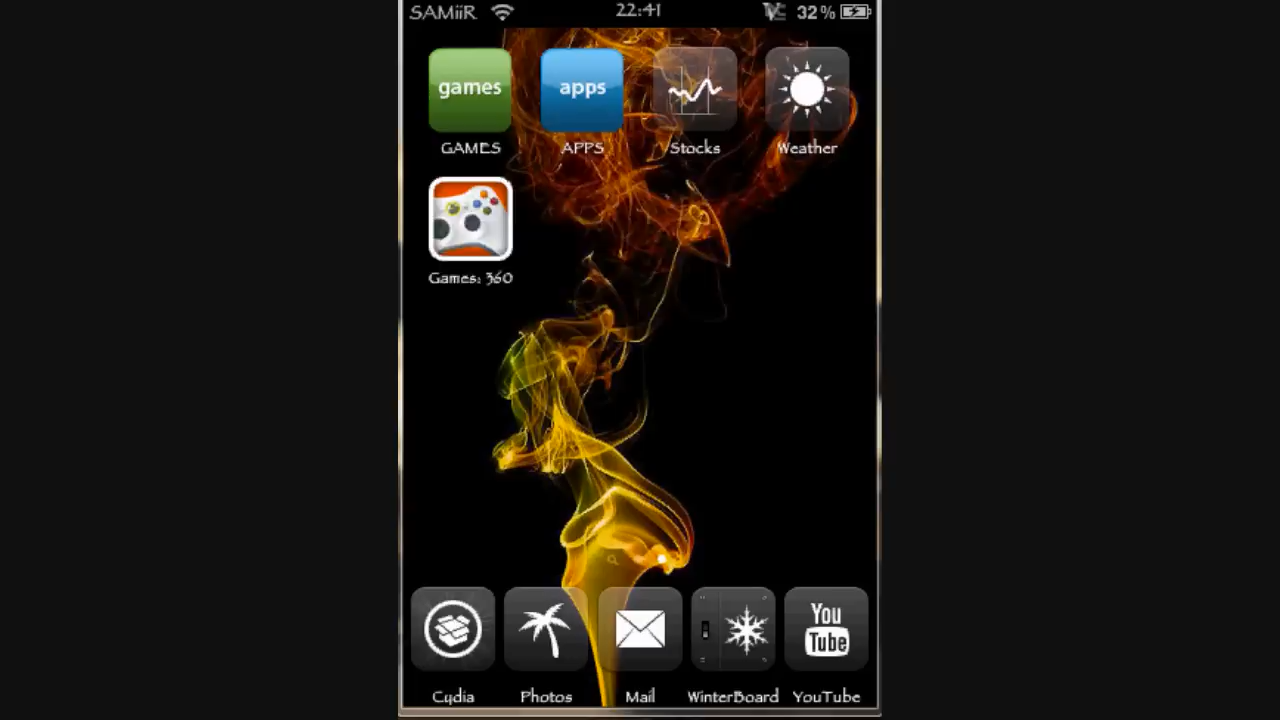 SAMiiR 22:41 32%
games apps
GAMES APPS Stocks Weather
Games: 360
You
Tube
Cydia Photos Mail WinterBoard YouTube